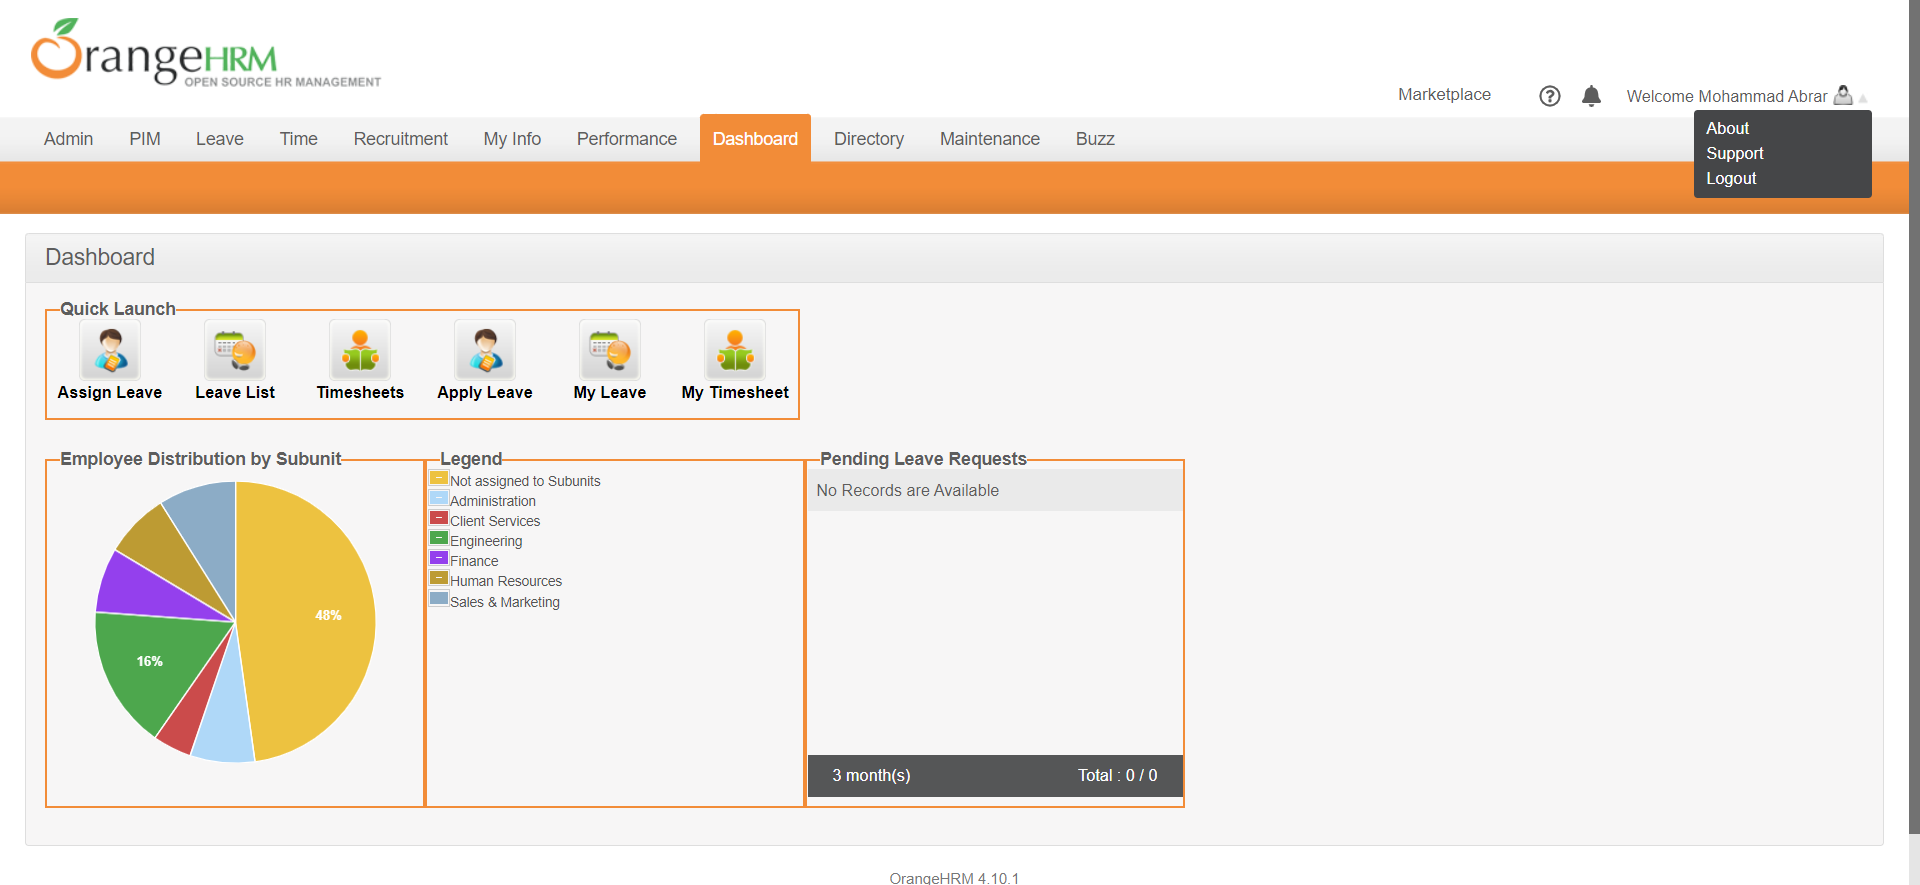 OrangeHRM
OPEN SOURCE HR MANAGEMENT
Marketplace
Welcome Mohammad Abrar
About
Support
Logout
Admin PIM Leave Time Recruitment My Info Performance Dashboard Directory Maintenance Buzz
Dashboard
Quick Launch
Assign Leave Leave List Timesheets Apply Leave My Leave My Timesheet
Employee Distribution by Subunit
48%
16%
Legend
Not assigned to Subunits
Administration
Client Services
Engineering
Finance
Human Resources
Sales & Marketing
Pending Leave Requests
No Records are Available
3 month(s) Total : 0 / 0
OrangeHRM 4.10.1